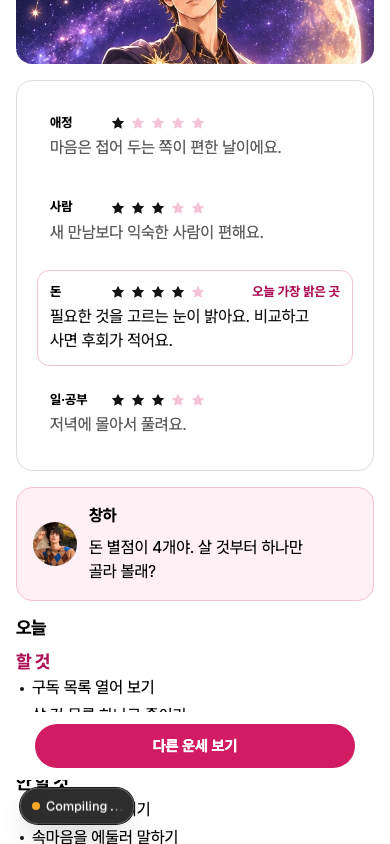 애정
마음은 접어 두는 쪽이 편한 날이에요.
사람
새 만남보다 익숙한 사람이 편해요.
돈 오늘 가장 밝은 곳
필요한 것을 고르는 눈이 밝아요. 비교하고
사면 후회가 적어요.
일·공부
저녁에 몰아서 풀려요.
창하
돈 별점이 4개야. 살 것부터 하나만
골라 볼래?
오늘
할 것
• 구독 목록 열어 보기
다른 운세 보기
Compiling ...
• 속마음을 에둘러 말하기